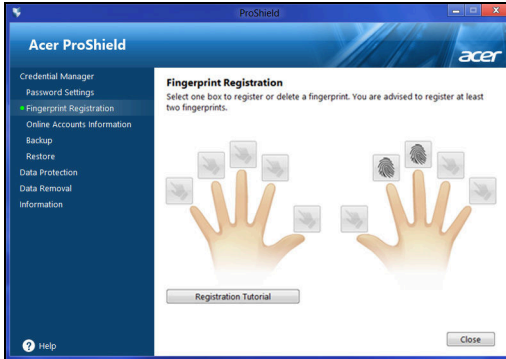 ProShield
Acer ProShield
acer
Credential Manager
Password Settings
Fingerprint Registration
Online Accounts Information
Backup
Restore
Data Protection
Data Removal
Information
Fingerprint Registration
Select one box to register or delete a fingerprint. You are advised to register at least
two fingerprints.
Registration Tutorial
? Help
Close